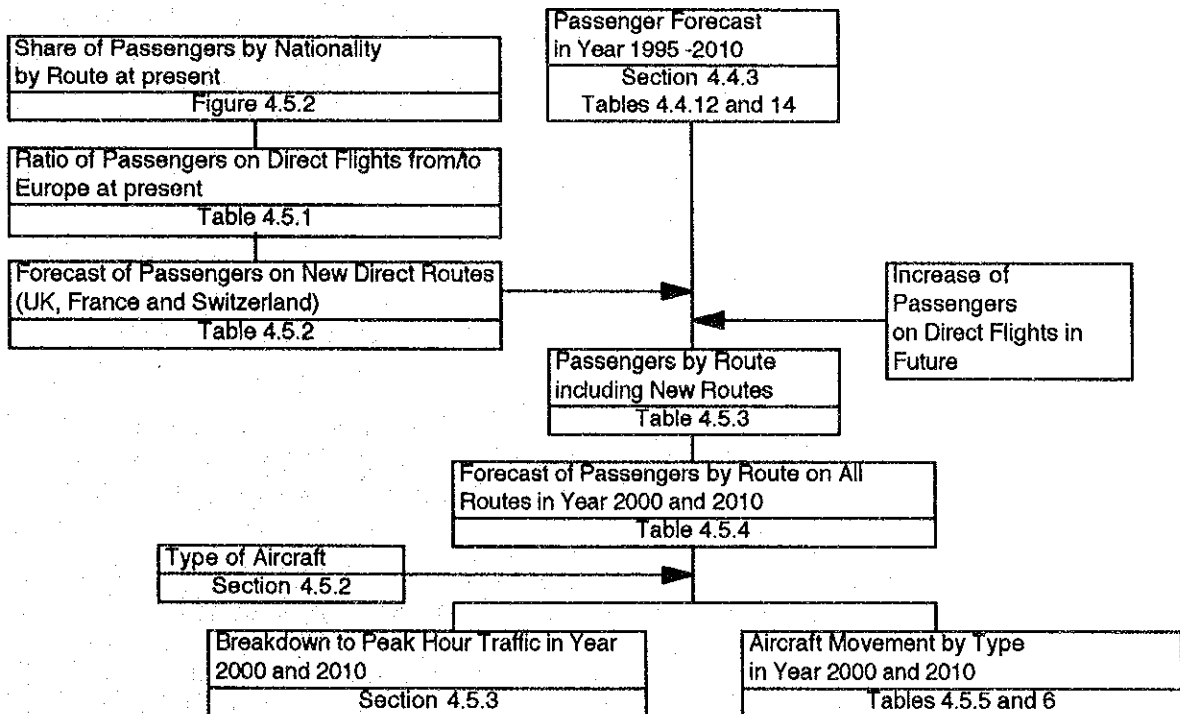 Passenger Forecast
in Year 1995 -2010
Section 4.4.3
Tables 4.4.12 and 14
Share of Passengers by Nationality
by Route at present
Figure 4.5.2
Ratio of Passengers on Direct Flights from/to
Europe at present
Table 4.5.1
Forecast of Passengers on New Direct Routes
(UK, France and Switzerland)
Table 4.5.2
Increase of
Passengers
on Direct Flights in
Future
Passengers by Route
including New Routes
Table 4.5.3
Forecast of Passengers by Route on All
Routes in Year 2000 and 2010
Table 4.5.4
Type of Aircraft
Section 4.5.2
Breakdown to Peak Hour Traffic in Year
2000 and 2010
Section 4.5.3
Aircraft Movement by Type
in Year 2000 and 2010
Tables 4.5.5 and 6